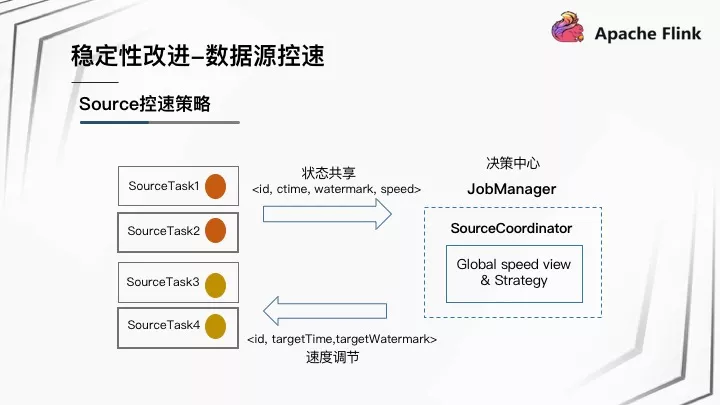 Apache Flink
稳定性改进-数据源控速
Source控速策略
SourceTask1
SourceTask2
SourceTask3
SourceTask4
状态共享
<id, ctime, watermark, speed>
<id, targetTime,targetWatermark>
速度调节
决策中心
JobManager
SourceCoordinator
Global speed view
& Strategy